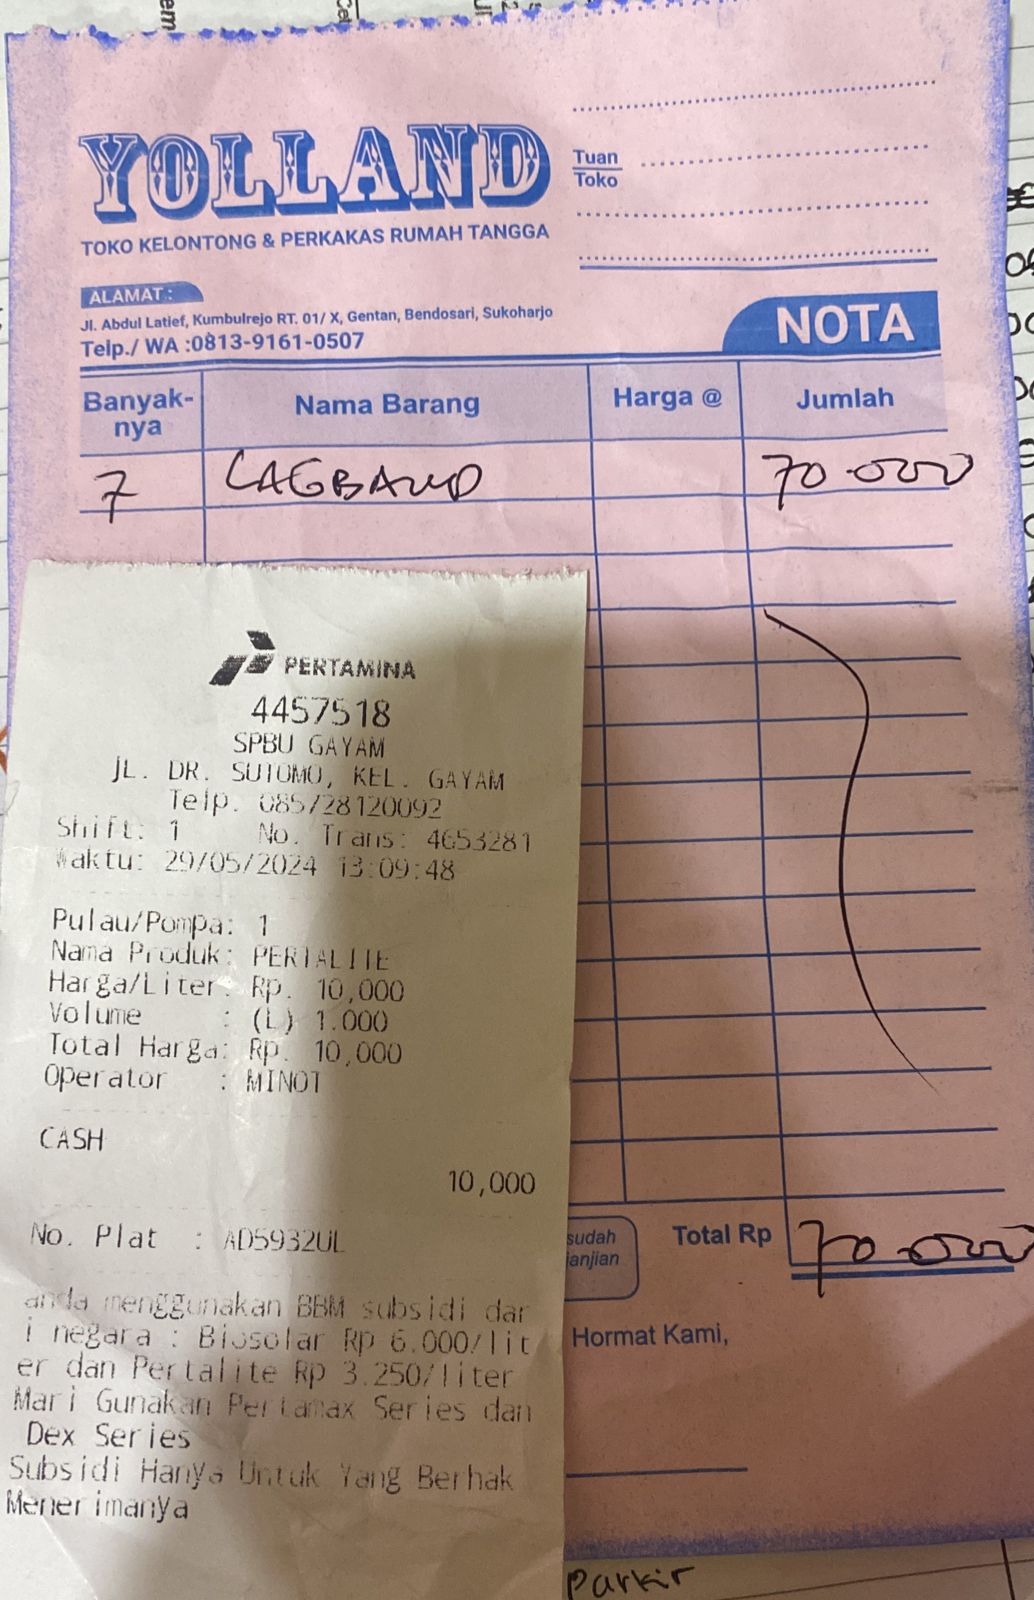 YOLLAND
TOKO KELONTONG & PERKAKAS RUMAH TANGGA
ALAMAT :
Jl. Abdul Latief, Kumbulrejo RT. 01/ X, Gentan, Bendosari, Sukoharjo
Telp./ WA :0813-9161-0507
Tuan
Toko
NOTA
Banyak-nya Nama Barang Harga @ Jumlah
7 LAGBAND 70.000
sudah
anjian
Total Rp 70.000
Hormat Kami,
PERTAMINA
4457518
SPBU GAYAM
JL. DR. SUTOMO, KEL. GAYAM
Telp. 085728120092
Shift: 1 No. Trans: 4653281
Waktu: 29/05/2024 13:09:48
Pulau/Pompa: 1
Nama Produk: PERTALITE
Harga/Liter: Rp. 10,000
Volume : (L) 1.000
Total Harga: Rp. 10,000
Operator : MINOT
CASH
10,000
No. Plat : AD5932UL
anda menggunakan BBM subsidi dar
i negara : Biosolar Rp 6.000/lit
er dan Pertalite Rp 3.250/liter
Mari Gunakan Pertamax Series dan
Dex Series
Subsidi Hanya Untuk Yang Berhak
Menerimanya
Parkir